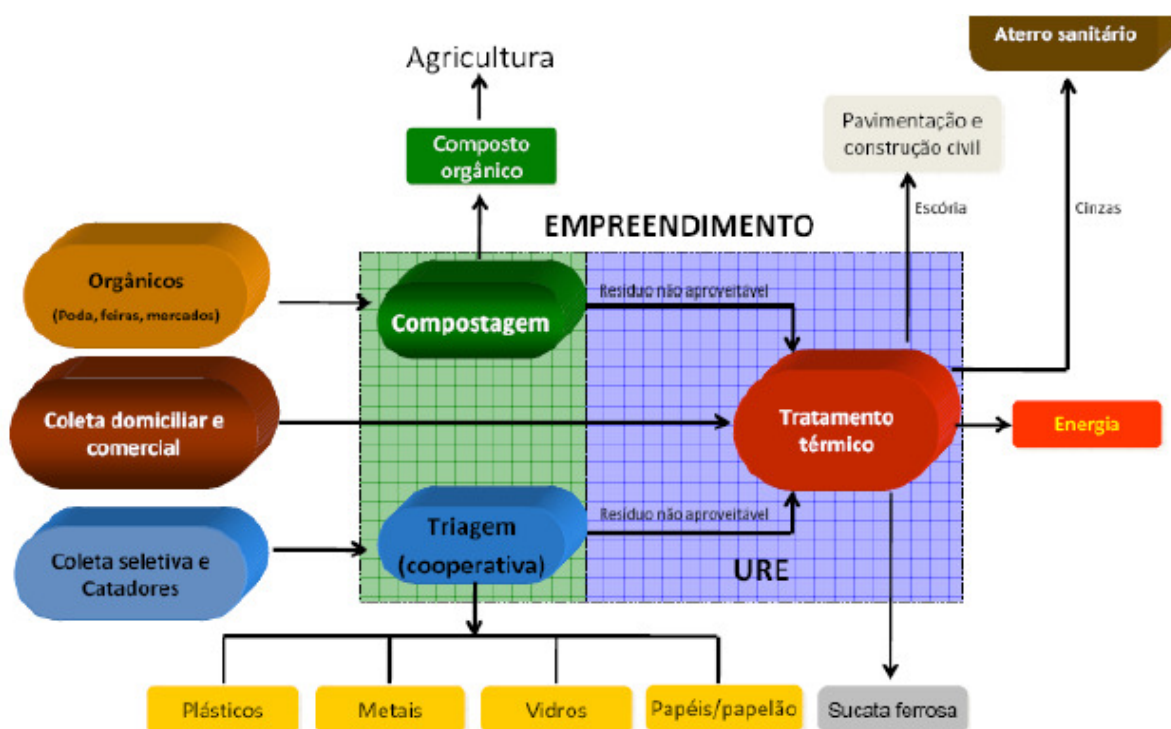 Aterro sanitário
Agricultura
Pavimentação e
construção civil
Composto
orgânico
Escória
Cinzas
EMPREENDIMENTO
Orgânicos
(Poda, feiras, mercados)
Compostagem
Resíduo não aproveitável
Coleta domiciliar e
comercial
Tratamento
térmico
Energia
Coleta seletiva e
Catadores
Triagem
(cooperativa)
Resíduo não aproveitável
URE
Plásticos
Metais
Vidros
Papéis/papelão
Sucata ferrosa